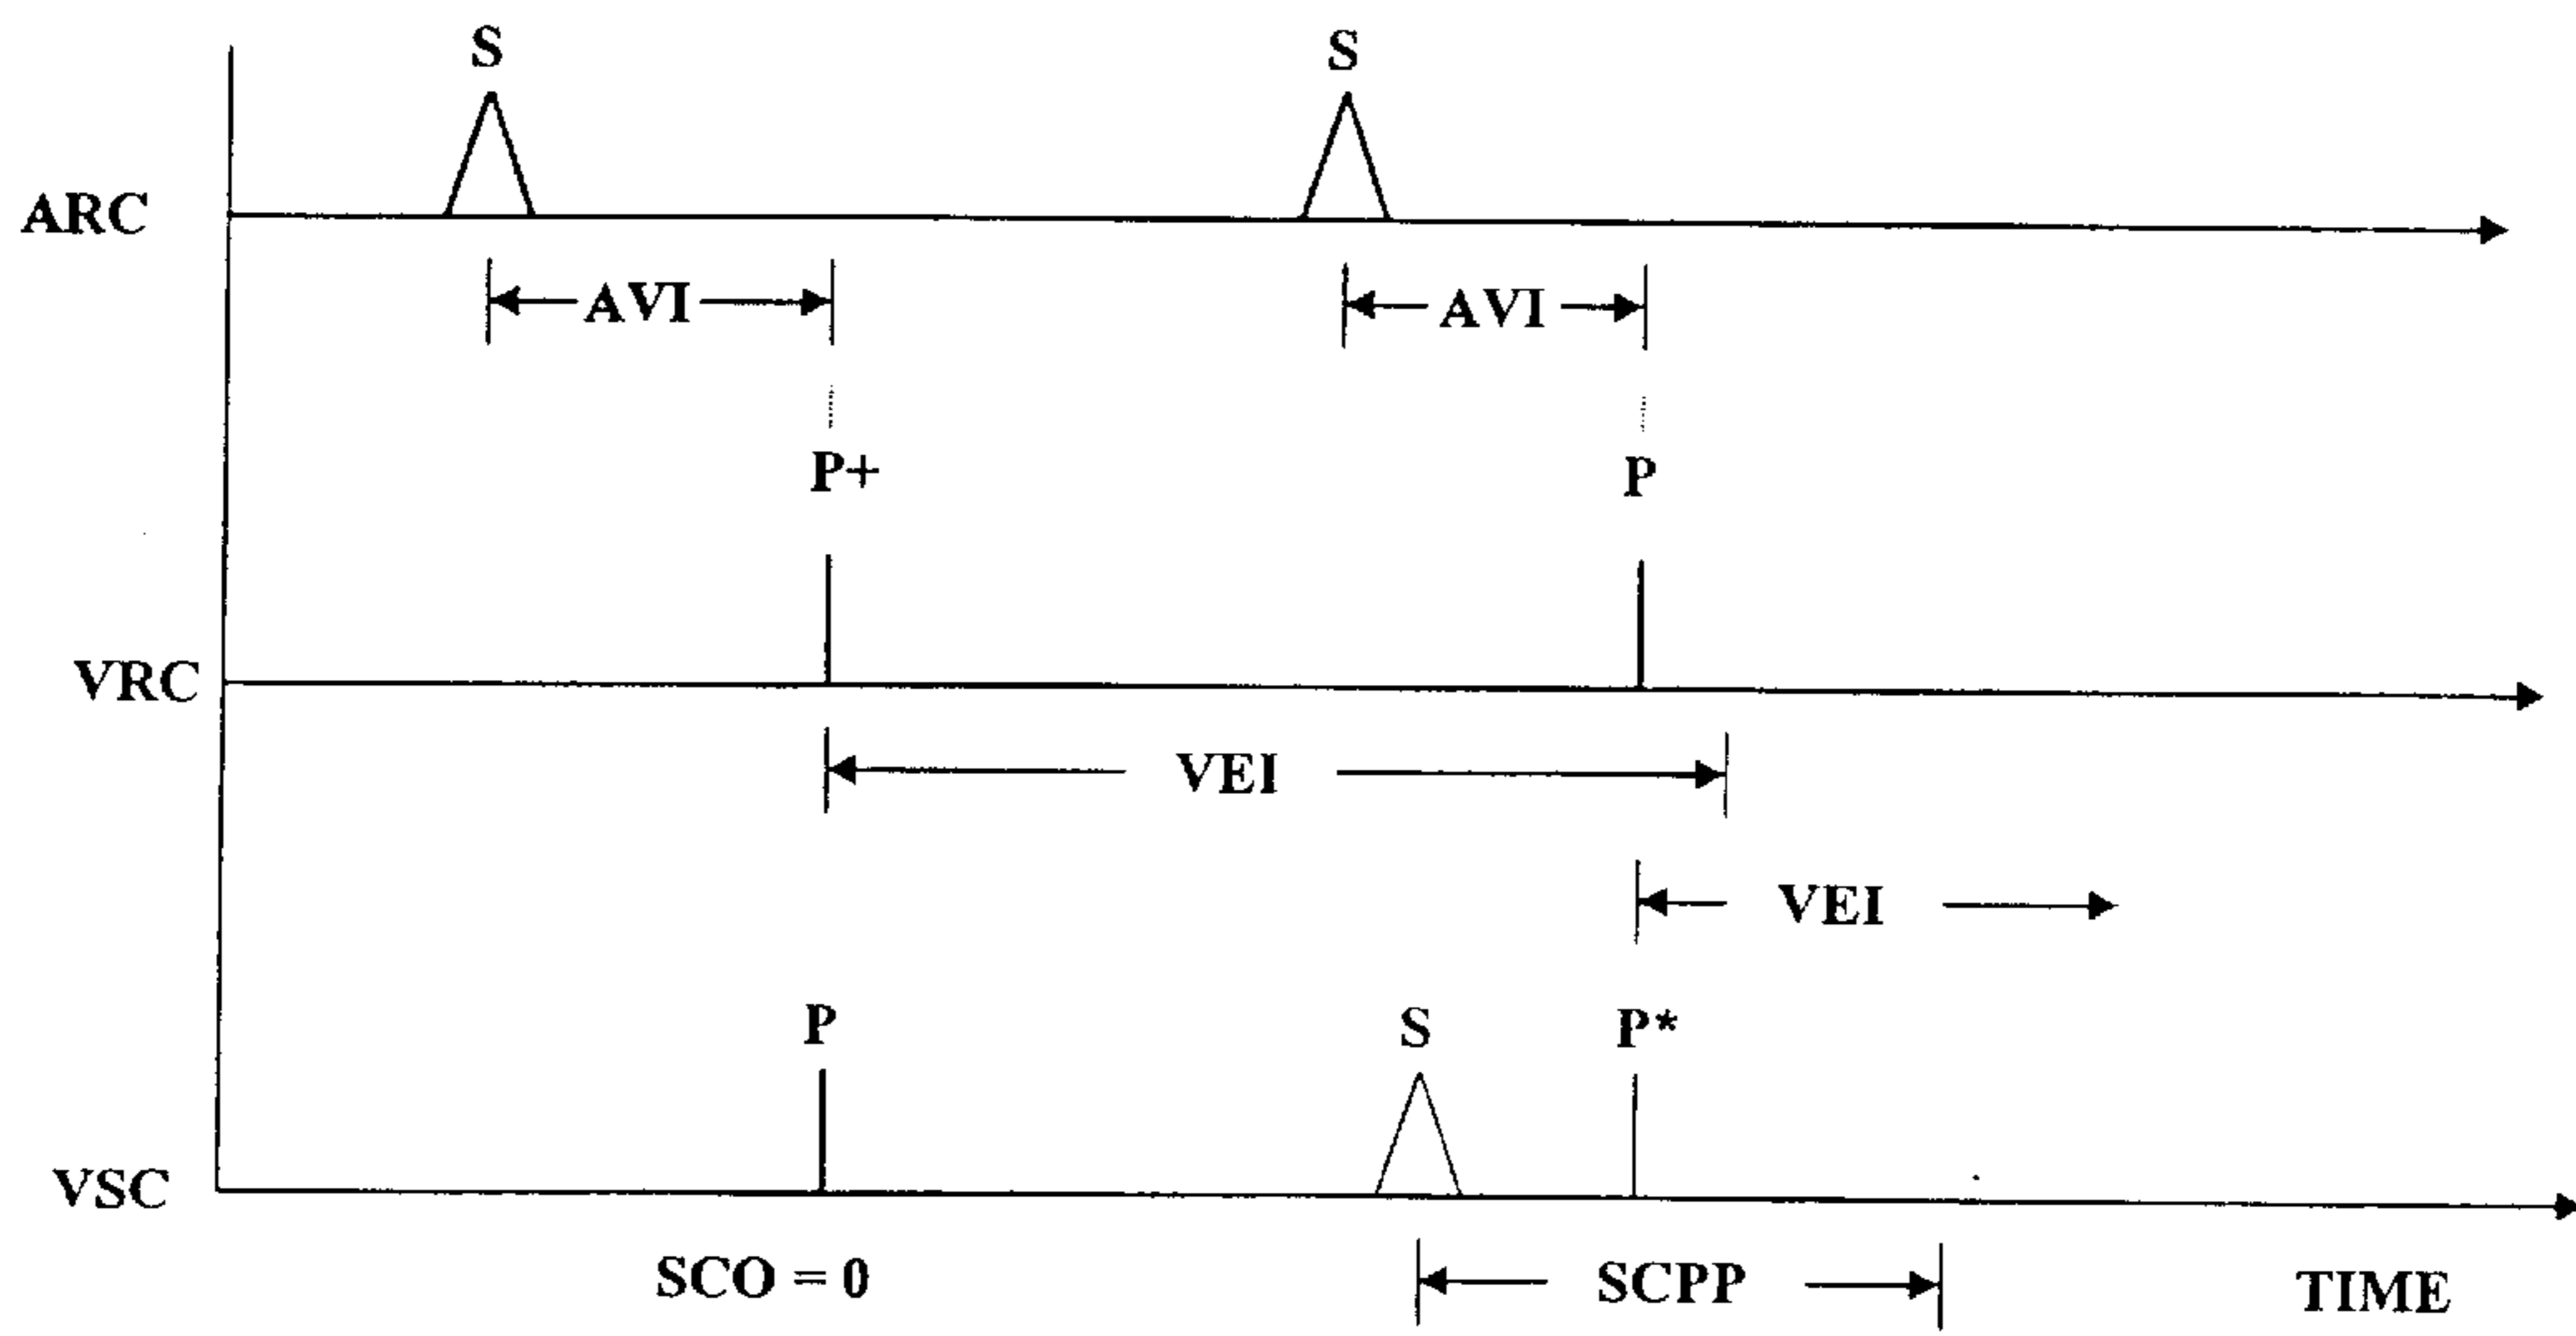 S S
ARC
AVI AVI
P+ P
VRC
VEI
VEI
P S P*
VSC
SCO = 0 SCPP TIME